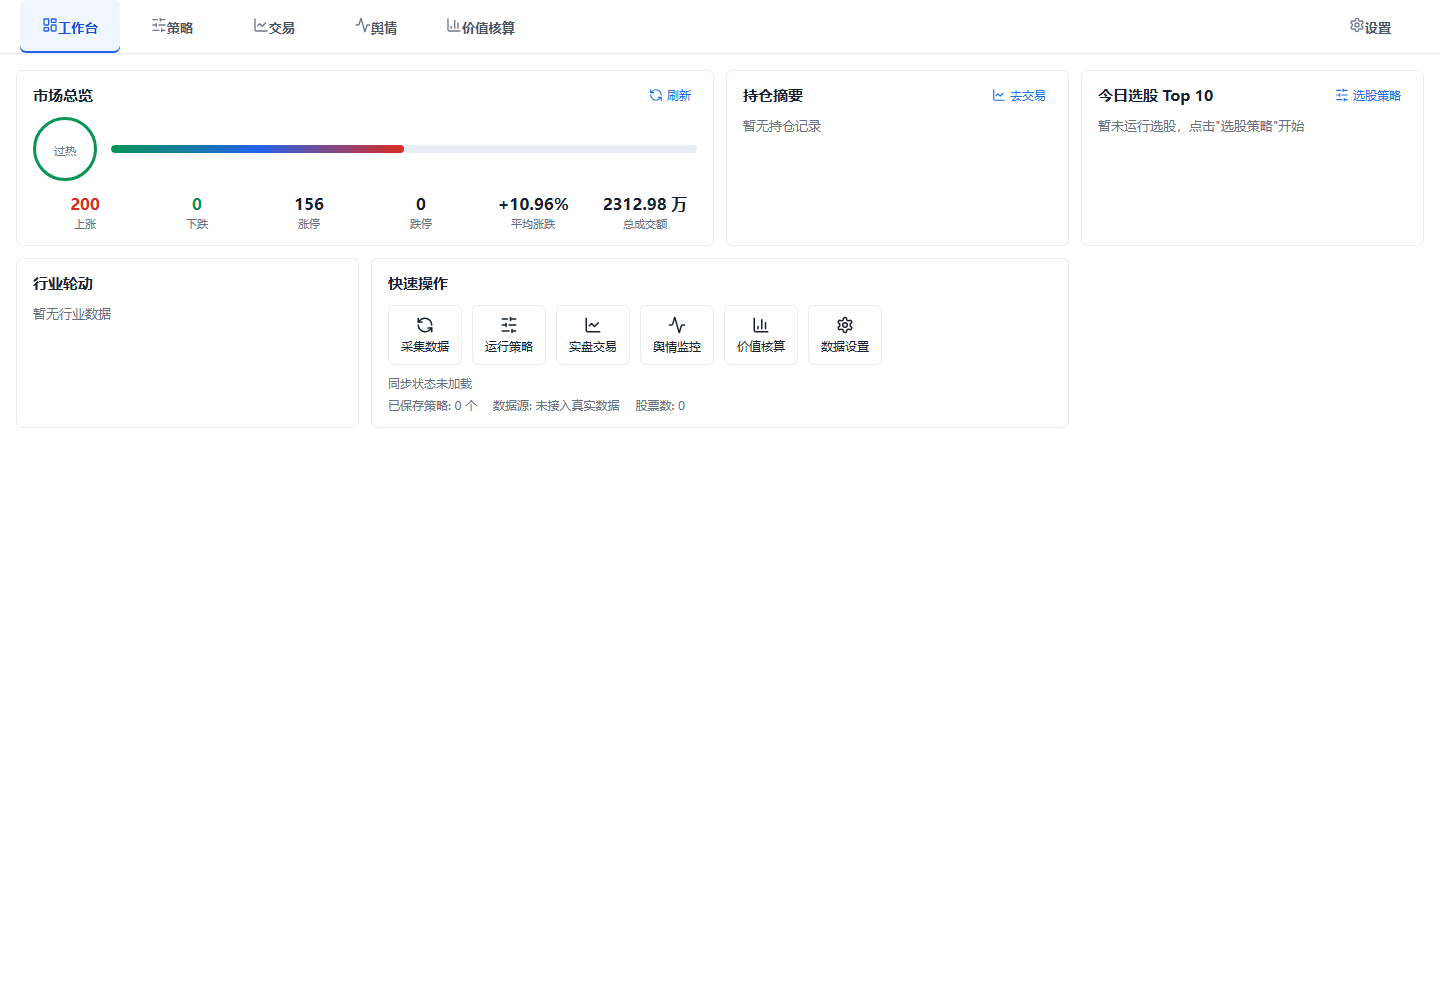 工作台 策略 交易 舆情 价值核算 设置
市场总览 刷新
过热
200 0 156 0 +10.96% 2312.98 万
上涨 下跌 涨停 跌停 平均涨跌 总成交额
持仓摘要 去交易
暂无持仓记录
今日选股 Top 10 选股策略
暂未运行选股，点击"选股策略"开始
行业轮动
暂无行业数据
快速操作
采集数据 运行策略 实盘交易 舆情监控 价值核算 数据设置
同步状态未加载
已保存策略: 0 个 数据源: 未接入真实数据 股票数: 0